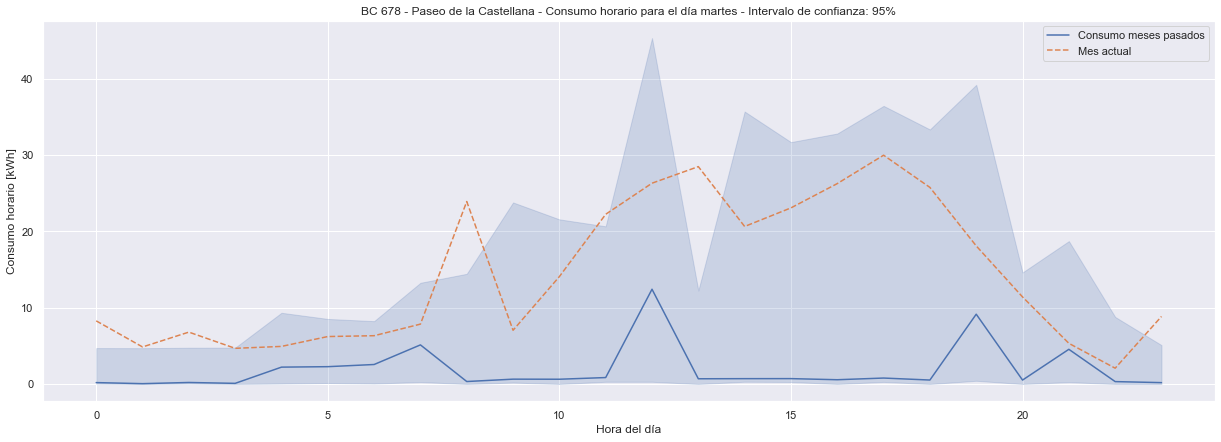 BC 678 - Paseo de la Castellana - Consumo horario para el día martes - Intervalo de confianza: 95%
Consumo meses pasados
Mes actual
Consumo horario [kWh]
40
30
20
10
0
0 5 10 15 20
Hora del día